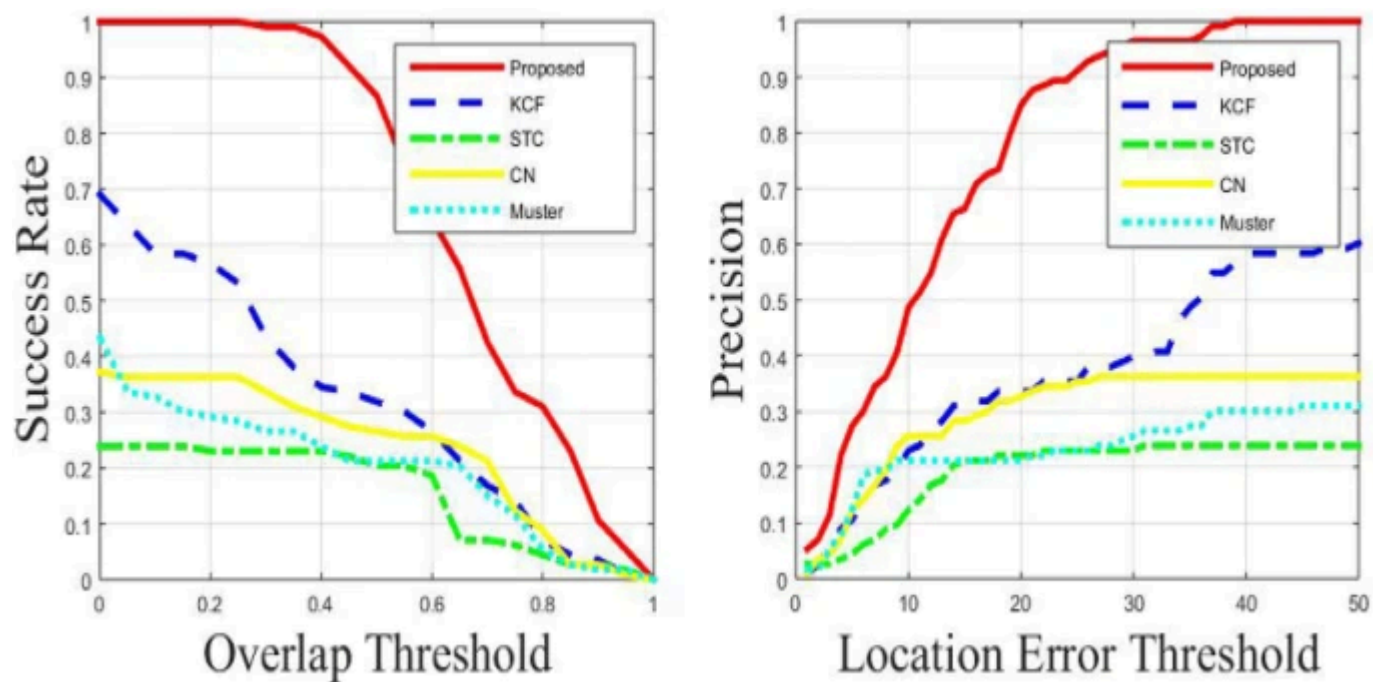 1
0.9
0.8
0.7
0.6
0.5
0.4
0.3
0.2
0.1
0
0 0.2 0.4 0.6 0.8 1
Success Rate
Overlap Threshold
Proposed
KCF
STC
CN
Muster
1
0.9
0.8
0.7
0.6
0.5
0.4
0.3
0.2
0.1
0
0 10 20 30 40 50
Precision
Location Error Threshold
Proposed
KCF
STC
CN
Muster